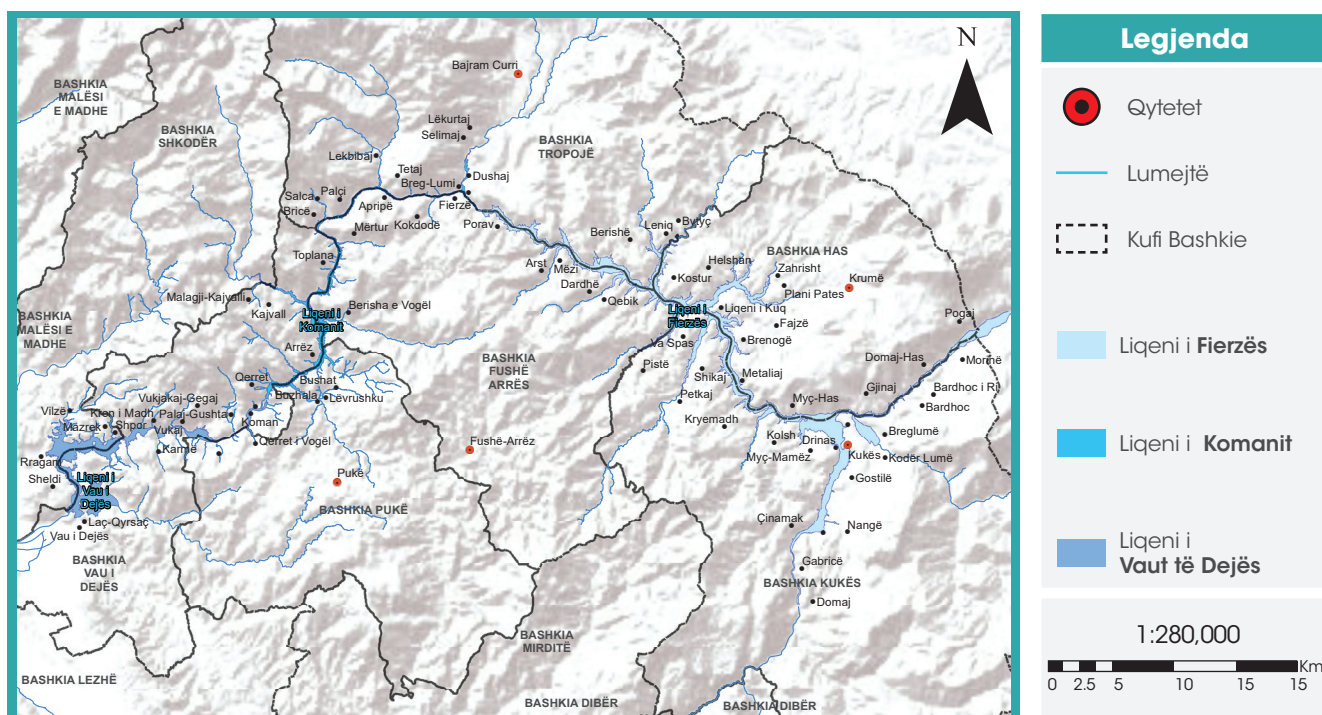 N
Bajram Curri
BASHKIA
MALËSI
E MADHE
BASHKIA
SHKODËR
Lëkurtaj
Selimaj
BASHKIA
TROPOJË
Lekbibaj
Tetaj
Breg-Lumi
Dushaj
Salca
Palçi
Bricë
Apripë
Fierzë
Mërtur
Kokdodë
Porav
Berishë
Leniq
Bytyç
Toplana
Arst
Mëzi
Dardhë
Qebik
Kostur
Helshan
BASHKIA HAS
Zahrisht
Plani Pates
Krumë
Malagji-Kajvalli
Kajvall
Berisha e Vogël
Liqeni i
Komanit
Liqeni i
Fierzës
Liqeni i Kuq
Fajzë
Pogaj
BASHKIA
MALËSI E
MADHE
Va Spas
Brenogë
Arrëz
BASHKIA
FUSHË
ARRËS
Pistë
Shikaj
Metaliaj
Domaj-Has
Morinë
Qerret
Bushat
Buzhala
Lëvrushku
Petkaj
Gjinaj
Bardhoc i Ri
Bardhoc
Vukjakaj-Gegaj
Vilzë
Kren i Madh
Palaj-Gushta
Mazrek
Shpor
Vukaj
Koman
Kryemadh
Myç-Has
Karmë
Qerret i Vogël
Fushë-Arrëz
Kolsh
Drinas
Breglumë
Myç-Mamëz
Kukës
Kodër Lumë
Rragam
Sheldi
Liqeni i
Vau i
Dejës
Pukë
Gostilë
BASHKIA PUKË
Laç-Qyrsaç
Vau i Dejës
Çinamak
Nangë
BASHKIA
VAU I
DEJËS
Gabricë
BASHKIA KUKËS
Domaj
BASHKIA
MIRDITË
BASHKIA LEZHË
BASHKIA DIBËR
BASHKIA DIBËR
Legjenda
Qytetet
Lumejtë
Kufi Bashkie
Liqeni i Fierzës
Liqeni i Komanit
Liqeni i
Vaut të Dejës
1:280,000
Km
0 2.5 5 10 15 15